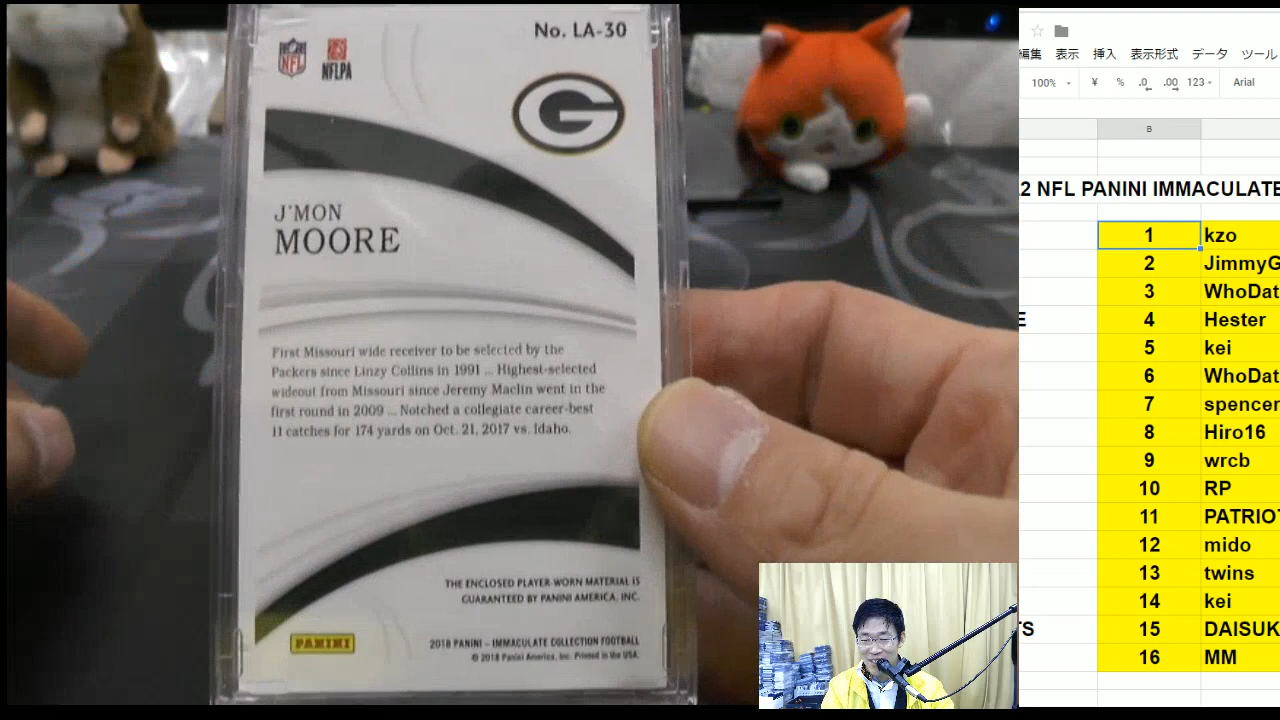 No. LA-30
NFL
NFLPA
G
J'MON
MOORE
First Missouri wide receiver to be selected by the
Packers since Linzy Collins in 1991 ... Highest-selected
wideout from Missouri since Jeremy Maclin went in the
first round in 2009 ... Notched a collegiate career-best
11 catches for 174 yards on Oct. 21, 2017 vs. Idaho.
THE ENCLOSED PLAYER-WORN MATERIAL IS
GUARANTEED BY PANINI AMERICA, INC.
PANINI
2018 PANINI – IMMACULATE COLLECTION FOOTBALL
© 2018 Panini America, Inc. Printed in the USA.
編集 表示 挿入 表示形式 データ ツール
100% ¥ % .0 .00 123 Arial
B
2 NFL PANINI IMMACULATE
1 kzo
2 JimmyG
3 WhoDat
E 4 Hester
5 kei
6 WhoDat
7 spencer
8 Hiro16
9 wrcb
10 RP
11 PATRIOT
12 mido
13 twins
14 kei
TS 15 DAISUK
16 MM